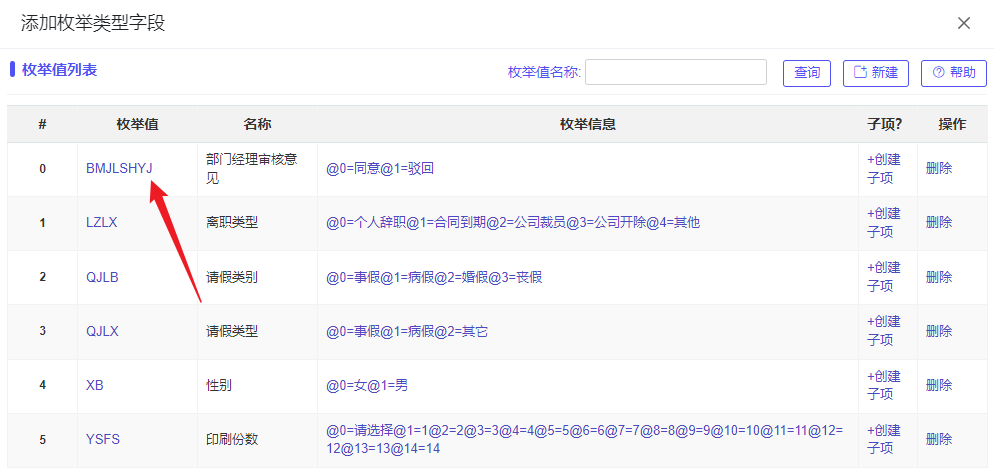 添加枚举类型字段
枚举值列表
枚举值名称:
查询
新建
帮助
# 枚举值 名称 枚举信息 子项? 操作
0 BMJLSHYJ 部门经理审核意见 @0=同意@1=驳回 +创建子项 删除
1 LZLX 离职类型 @0=个人辞职@1=合同到期@2=公司裁员@3=公司开除@4=其他 +创建子项 删除
2 QJLB 请假类别 @0=事假@1=病假@2=婚假@3=丧假 +创建子项 删除
3 QJLX 请假类型 @0=事假@1=病假@2=其它 +创建子项 删除
4 XB 性别 @0=女@1=男 +创建子项 删除
5 YSFS 印刷份数 @0=请选择@1=1@2=2@3=3@4=4@5=5@6=6@7=7@8=8@9=9@10=10@11=11@12=
12@13=13@14=14 +创建子项 删除